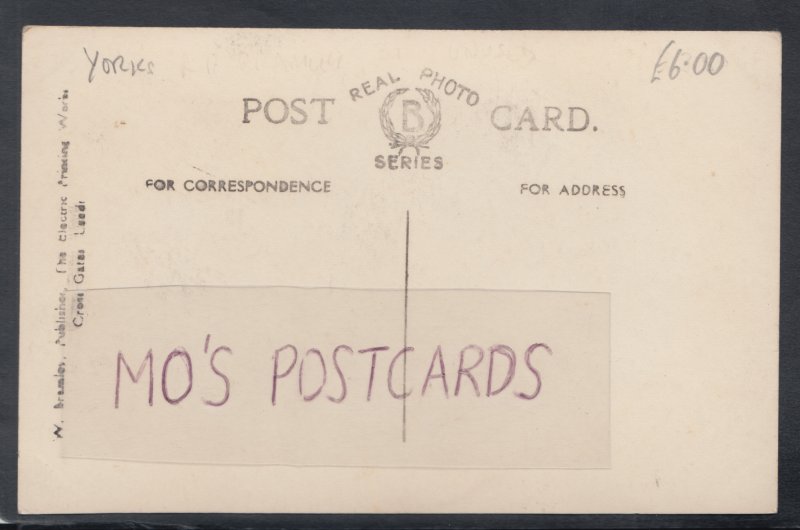 YORKS
£6.00
REAL PHOTO
POST B CARD.
SERIES
FOR CORRESPONDENCE
FOR ADDRESS
W. Bramley, Publisher, The Electric Printing Works
Cross Gates Leeds
MO'S POSTCARDS